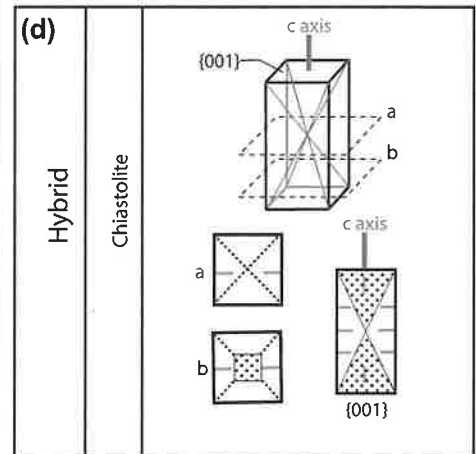 (d)
Hybrid
Chiastolite
c axis
{001}
a
b
c axis
a
b
{001}